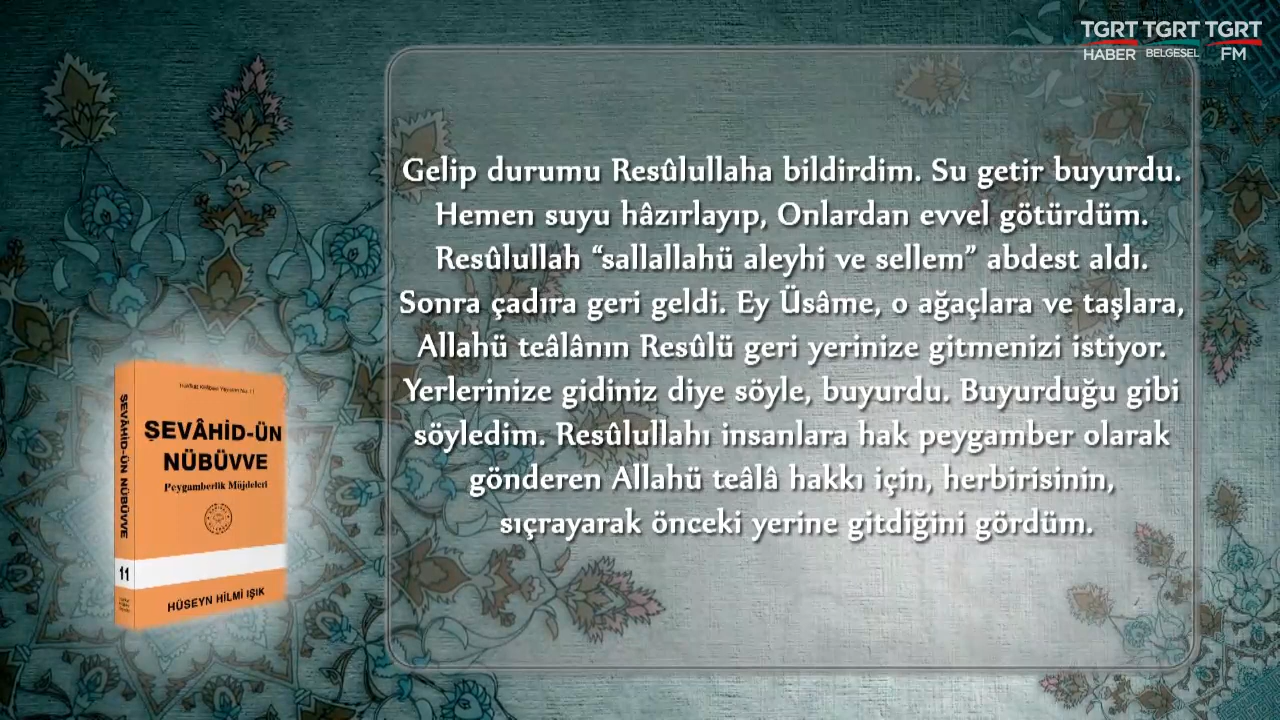 TGRT TGRT TGRT
HABER BELGESEL FM
Gelip durumu Resûlullaha bildirdim. Su getir buyurdu.
Hemen suyu hâzırlayıp, Onlardan evvel götürdüm.
Resûlullah “sallallahü aleyhi ve sellem” abdest aldı.
Sonra çadıra geri geldi. Ey Üsâme, o ağaçlara ve taşlara,
Allahü teâlânın Resûlü geri yerinize gitmenizi istiyor.
Yerlerinize gidiniz diye söyle, buyurdu. Buyurduğu gibi
söyledim. Resûlullahı insanlara hak peygamber olarak
gönderen Allahü teâlâ hakkı için, herbirisinin,
sıçrayarak önceki yerine gitdiğini gördüm.
ŞEVÂHİD-ÜN
NÜBÜVVE
Peygamberlik Müjdeleri
HÜSEYN HİLMİ IŞIK
ŞEVÂHİD-ÜN NÜBÜVVE
11